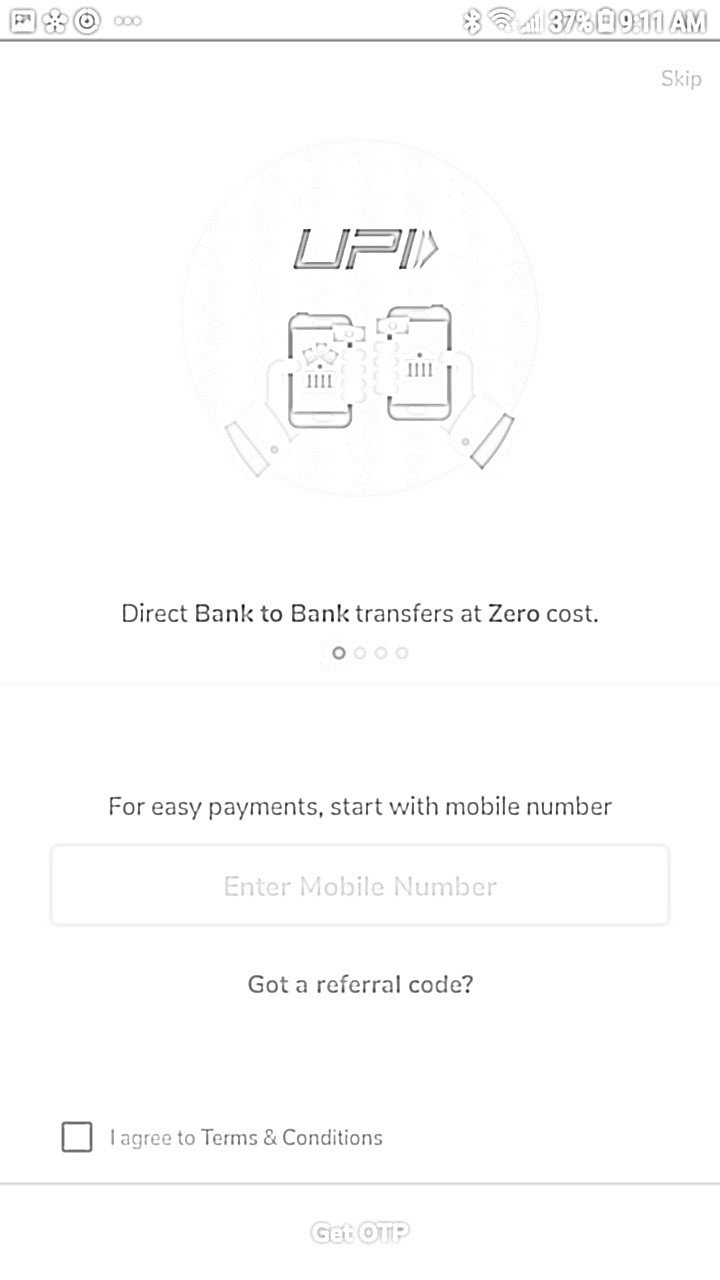 37% 9:11 AM
Skip
UPI
Direct Bank to Bank transfers at Zero cost.
For easy payments, start with mobile number
Enter Mobile Number
Got a referral code?
I agree to Terms & Conditions
Get OTP